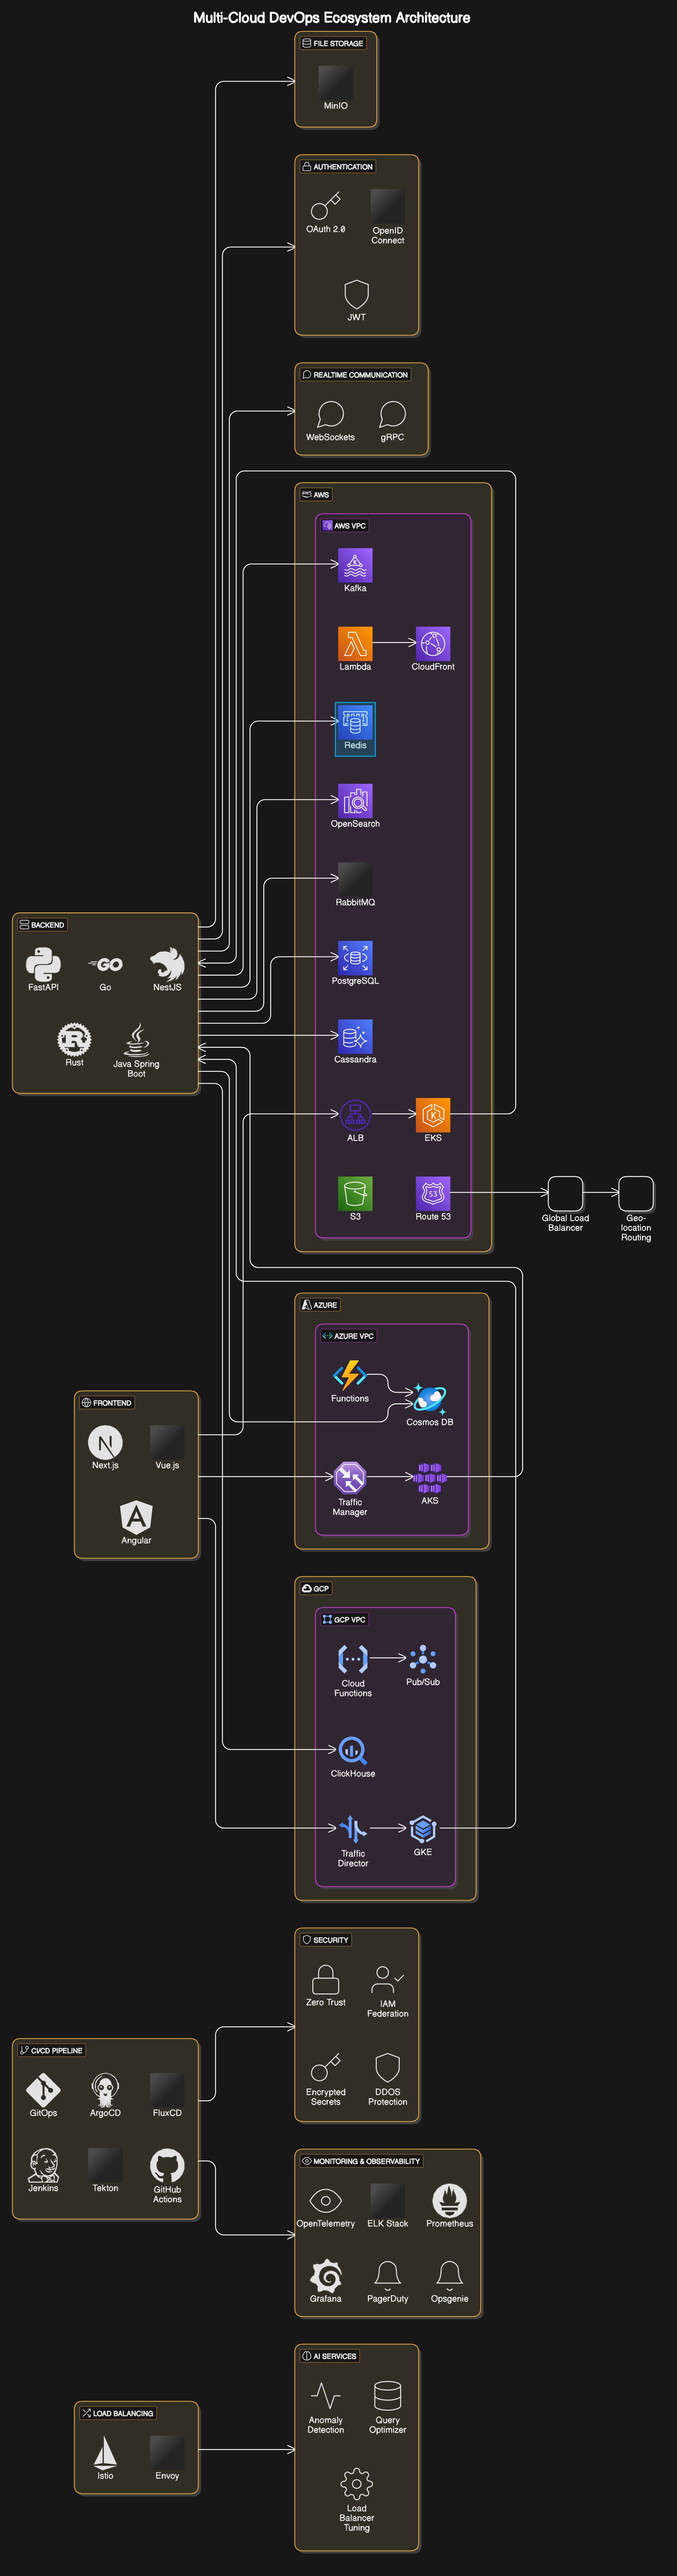 Multi-Cloud DevOps Ecosystem Architecture
FILE STORAGE
MinIO
AUTHENTICATION
OAuth 2.0
OpenID
Connect
JWT
REALTIME COMMUNICATION
WebSockets
gRPC
aws
AWS
AWS VPC
Kafka
Lambda
CloudFront
Redis
OpenSearch
RabbitMQ
PostgreSQL
Cassandra
ALB
EKS
S3
53
Route 53
Global Load
Balancer
Geo-
location
Routing
BACKEND
FastAPI
GO
Go
NestJS
R
Rust
Java Spring
Boot
AZURE
AZURE VPC
Functions
Cosmos DB
Traffic
Manager
AKS
FRONTEND
N
Next.js
Vue.js
A
Angular
GCP
GCP VPC
Cloud
Functions
Pub/Sub
ClickHouse
Traffic
Director
GKE
SECURITY
Zero Trust
IAM
Federation
Encrypted
Secrets
DDOS
Protection
CI/CD PIPELINE
GitOps
ArgoCD
FluxCD
Jenkins
Tekton
GitHub
Actions
MONITORING & OBSERVABILITY
OpenTelemetry
ELK Stack
Prometheus
Grafana
PagerDuty
Opsgenie
AI SERVICES
Anomaly
Detection
Query
Optimizer
Load
Balancer
Tuning
LOAD BALANCING
Istio
Envoy